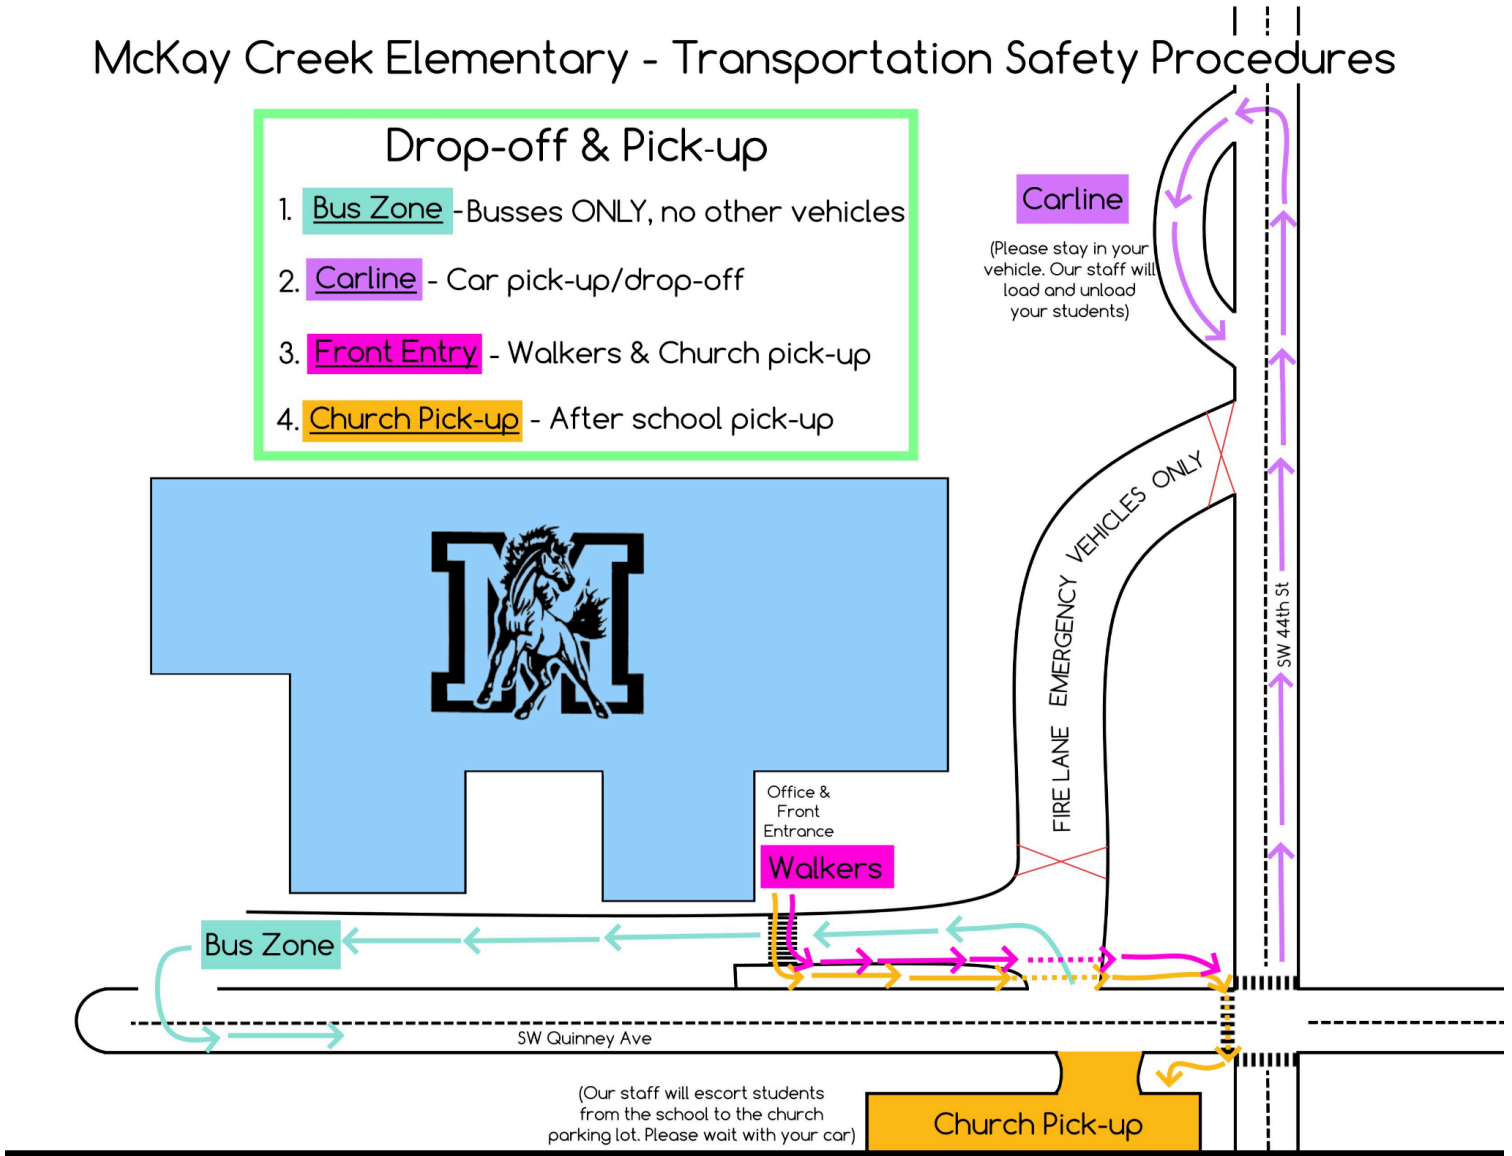 McKay Creek Elementary - Transportation Safety Procedures
Drop-off & Pick-up
1. Bus Zone - Busses ONLY, no other vehicles
2. Carline - Car pick-up/drop-off
3. Front Entry - Walkers & Church pick-up
4. Church Pick-up - After school pick-up
Carline
(Please stay in your
vehicle. Our staff will
load and unload
your students)
FIRE LANE EMERGENCY VEHICLES ONLY
SW 44th St
M
Office &
Front
Entrance
Walkers
Bus Zone
SW Quinney Ave
(Our staff will escort students
from the school to the church
parking lot. Please wait with your car)
Church Pick-up